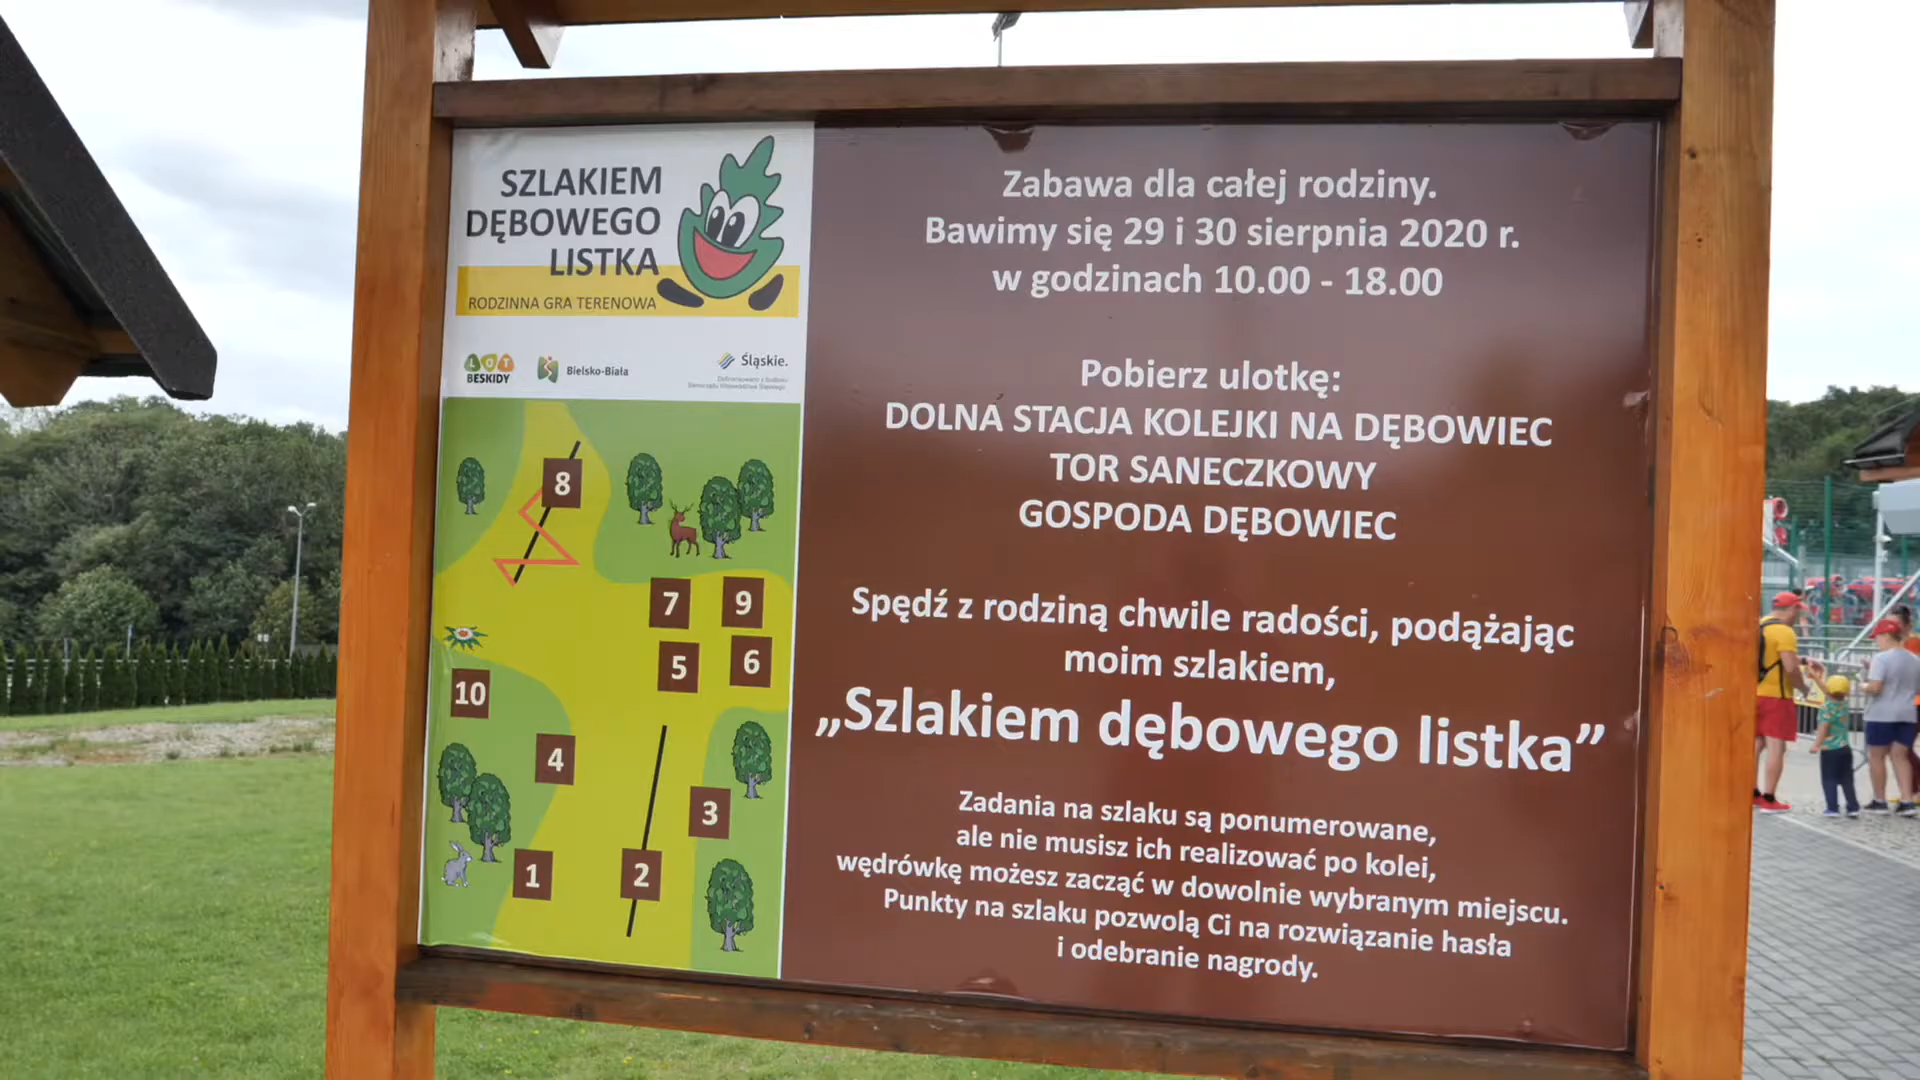 SZLAKIEM
DĘBOWEGO
LISTKA
RODZINNA GRA TERENOWA
LOT
BESKIDY
Bielsko-Biała
Śląskie.
8
7
9
5
6
10
4
3
1
2
Zabawa dla całej rodziny.
Bawimy się 29 i 30 sierpnia 2020 r.
w godzinach 10.00 - 18.00
Pobierz ulotkę:
DOLNA STACJA KOLEJKI NA DĘBOWIEC
TOR SANECZKOWY
GOSPODA DĘBOWIEC
Spędź z rodziną chwile radości, podążając
moim szlakiem,
„Szlakiem dębowego listka”
Zadania na szlaku są ponumerowane,
ale nie musisz ich realizować po kolei,
wędrówkę możesz zacząć w dowolnie wybranym miejscu.
Punkty na szlaku pozwolą Ci na rozwiązanie hasła
i odebranie nagrody.